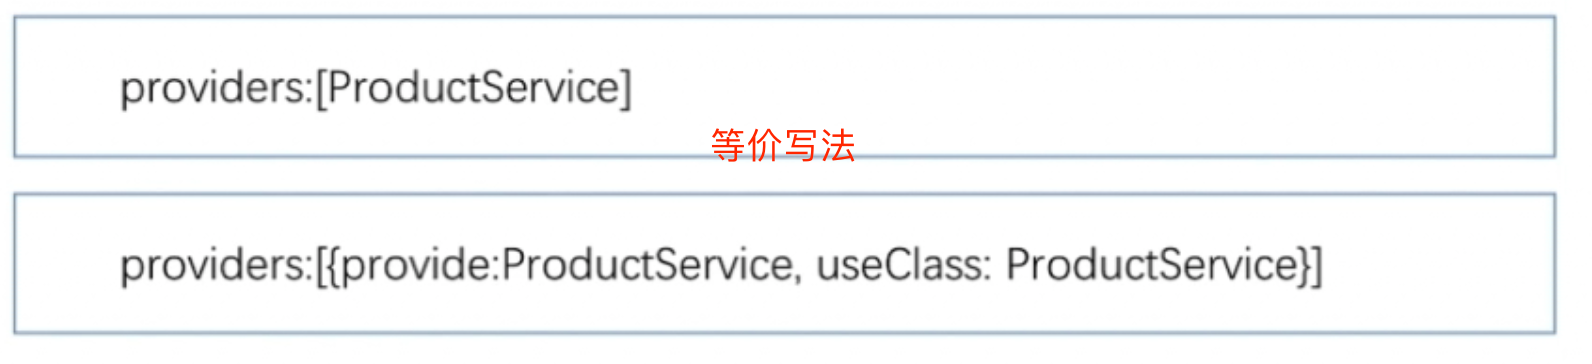 providers:[ProductService]
等价写法
providers:[{provide:ProductService, useClass: ProductService}]